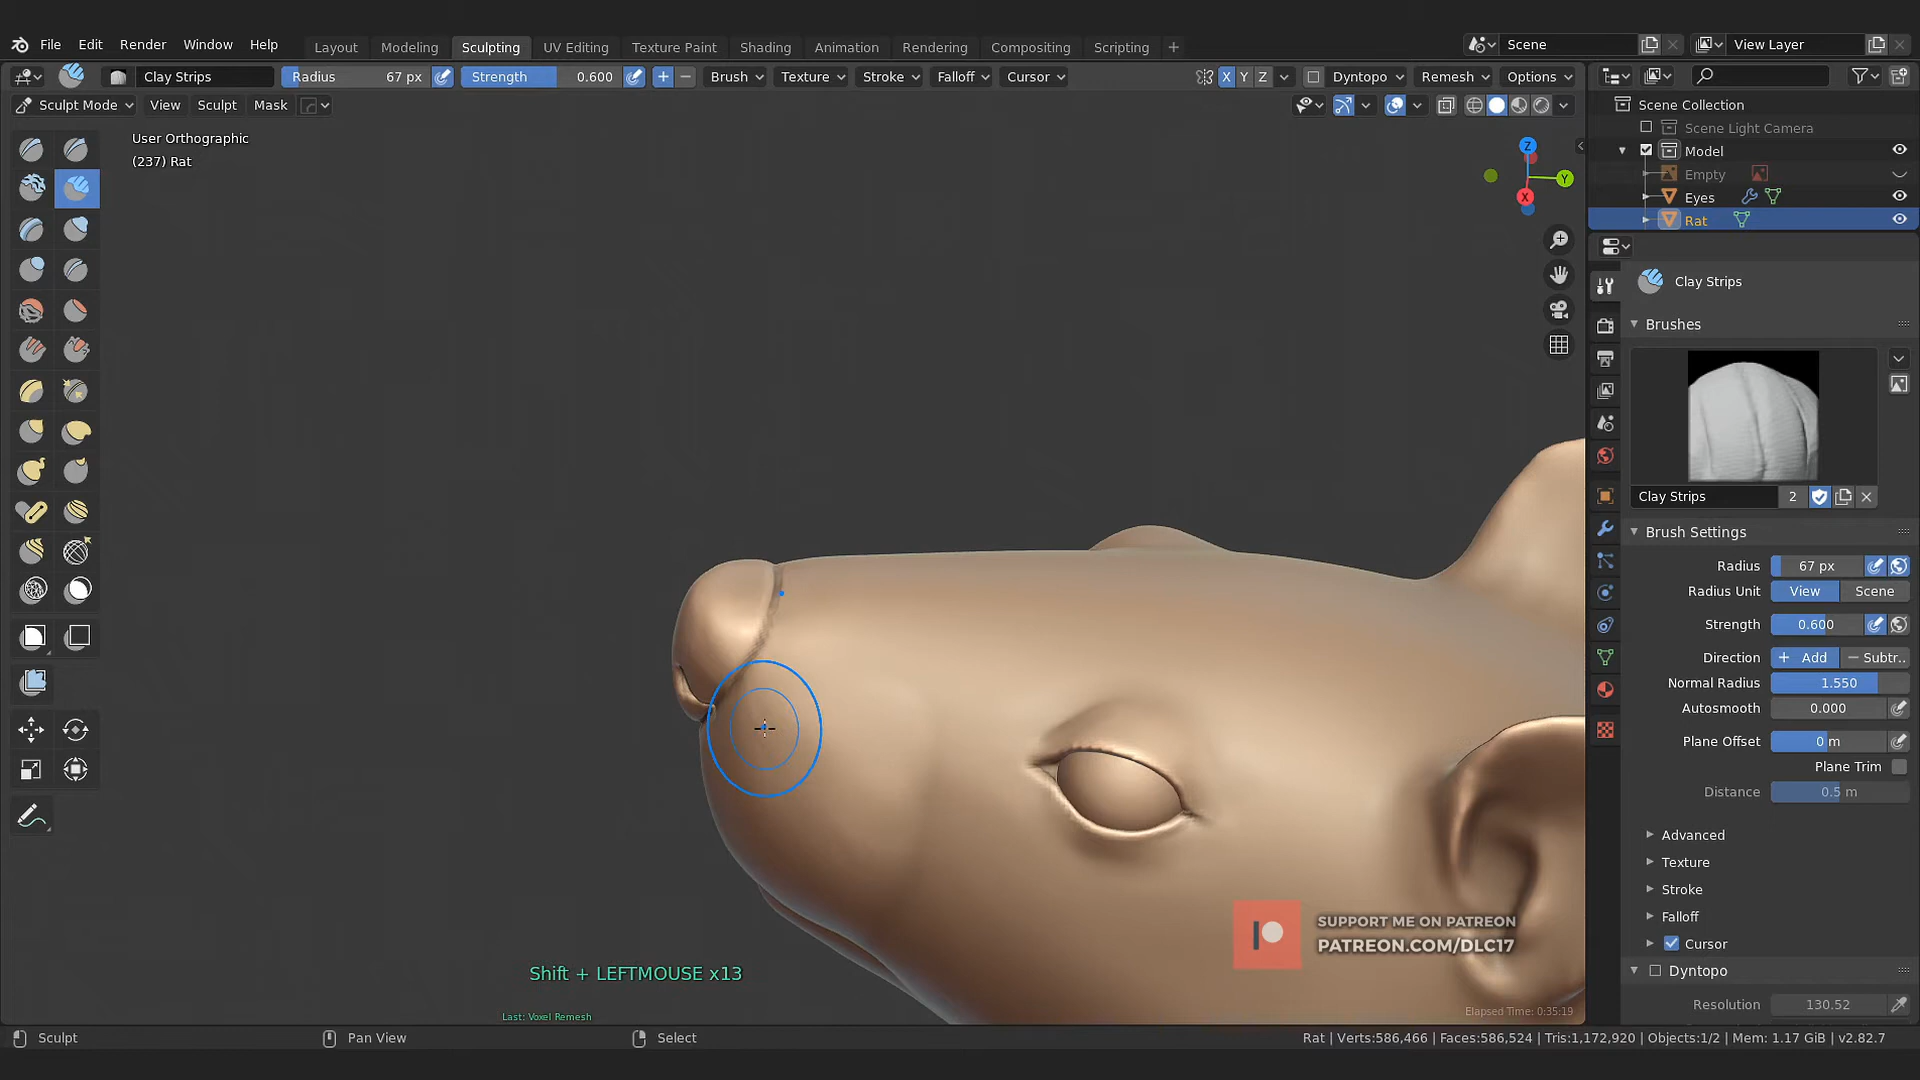 File Edit Render Window Help Layout Modeling Sculpting UV Editing Texture Paint Shading Animation Rendering Compositing Scripting + Scene View Layer
Clay Strips Radius 67 px Strength 0.600 + − Brush Texture Stroke Falloff Cursor X Y Z Dyntopo Remesh Options
Sculpt Mode View Sculpt Mask
User Orthographic
(237) Rat
Z
Y
X
Scene Collection
Scene Light Camera
Model
Empty
Eyes
Rat
Clay Strips
Brushes
Clay Strips 2
Brush Settings
Radius 67 px
Radius Unit View Scene
Strength 0.600
Direction + Add − Subtr..
Normal Radius 1.550
Autosmooth 0.000
Plane Offset 0 m
Plane Trim
Distance 0.5 m
Advanced
Texture
Stroke
Falloff
Cursor
Dyntopo
Resolution 130.52
SUPPORT ME ON PATREON
PATREON.COM/DLC17
Shift + LEFTMOUSE x13
Last: Voxel Remesh
Elapsed Time: 0:35:19
Sculpt Pan View Select Rat | Verts:586,466 | Faces:586,524 | Tris:1,172,920 | Objects:1/2 | Mem: 1.17 GiB | v2.82.7